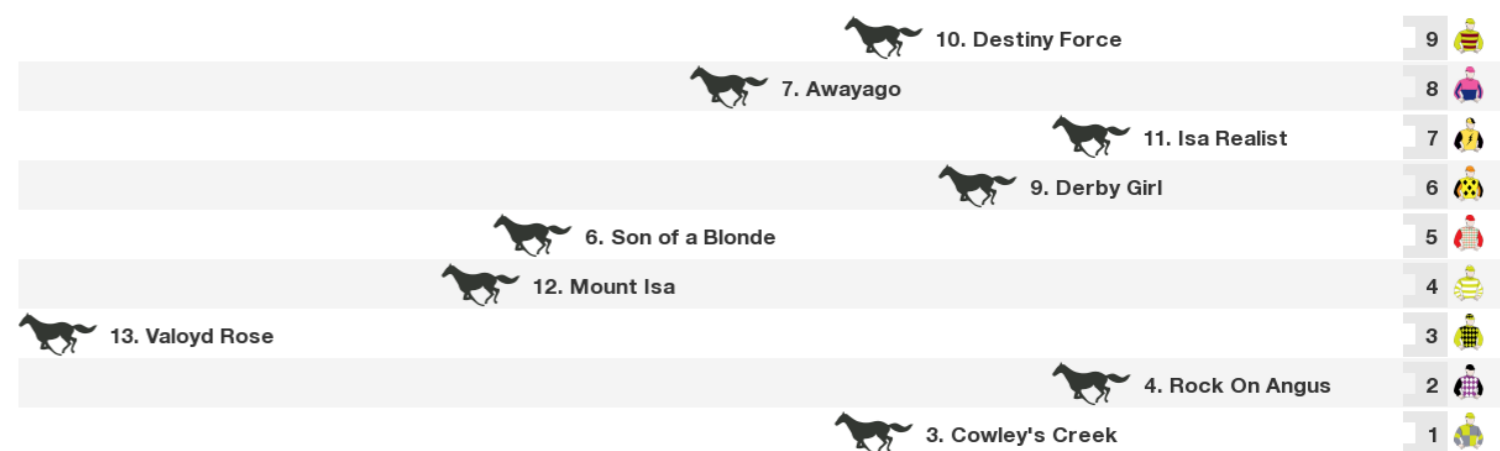 10. Destiny Force 9
7. Awayago 8
11. Isa Realist 7
9. Derby Girl 6
6. Son of a Blonde 5
12. Mount Isa 4
13. Valoyd Rose 3
4. Rock On Angus 2
3. Cowley's Creek 1